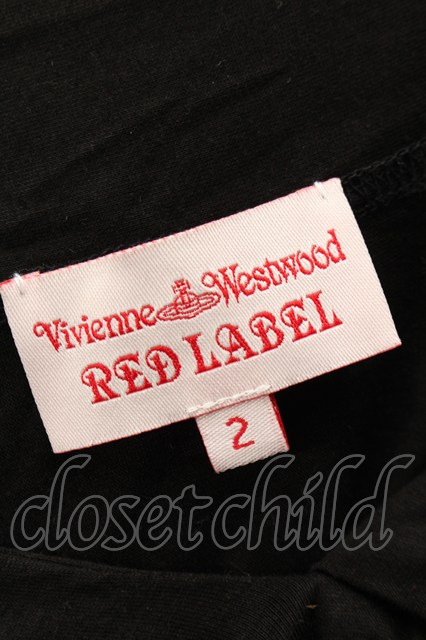 Vivienne Westwood
RED LABEL
2
closetchild